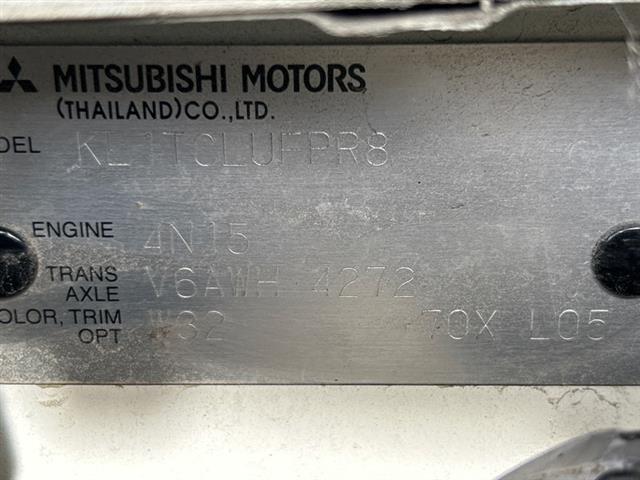 MITSUBISHI MOTORS
(THAILAND)CO.,LTD.
DEL KL1TCLUFPR8
ENGINE 4N15
TRANS AXLE V6AWH 4272
OLOR, TRIM OPT W32 70X L05